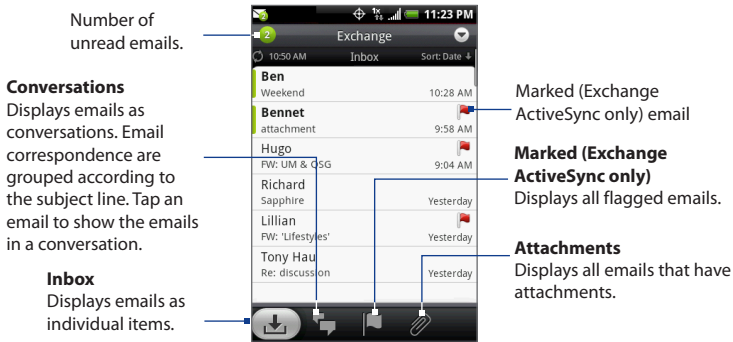 Number of
unread emails.
Conversations
Displays emails as
conversations. Email
correspondence are
grouped according to
the subject line. Tap an
email to show the emails
in a conversation.
Inbox
Displays emails as
individual items.
2
1x
11:23 PM
2
Exchange
10:50 AM
Inbox
Sort: Date ↓
Ben
Weekend
10:28 AM
Bennet
attachment
9:58 AM
Hugo
FW: UM & QSG
9:04 AM
Richard
Sapphire
Yesterday
Lillian
FW: 'Lifestyles'
Yesterday
Tony Hau
Re: discussion
Yesterday
Marked (Exchange
ActiveSync only) email
Marked (Exchange
ActiveSync only)
Displays all flagged emails.
Attachments
Displays all emails that have
attachments.